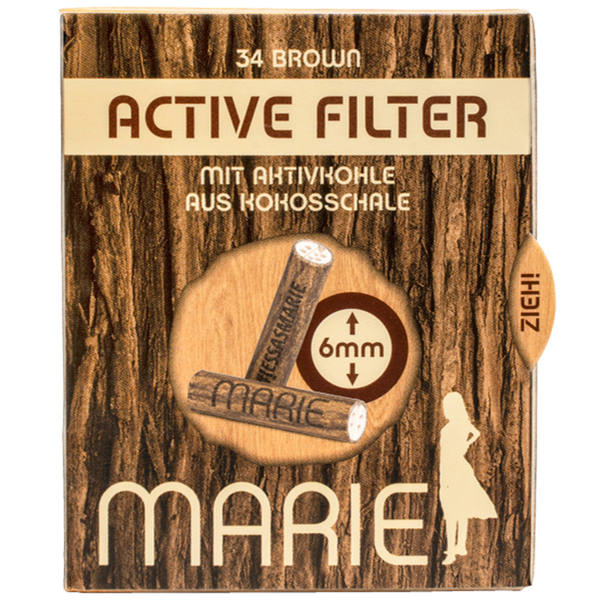 34 BROWN
ACTIVE FILTER
MIT AKTIVKOHLE
AUS KOKOSSCHALE
ZIEH!
6mm
MARIE
MARIE